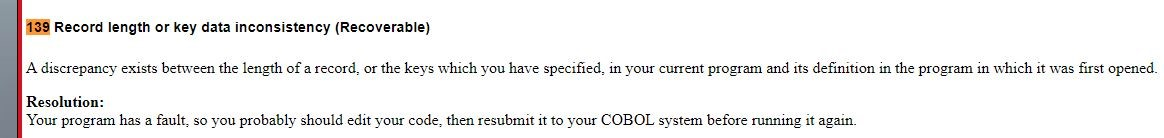 139 Record length or key data inconsistency (Recoverable)
A discrepancy exists between the length of a record, or the keys which you have specified, in your current program and its definition in the program in which it was first opened.
Resolution:
Your program has a fault, so you probably should edit your code, then resubmit it to your COBOL system before running it again.